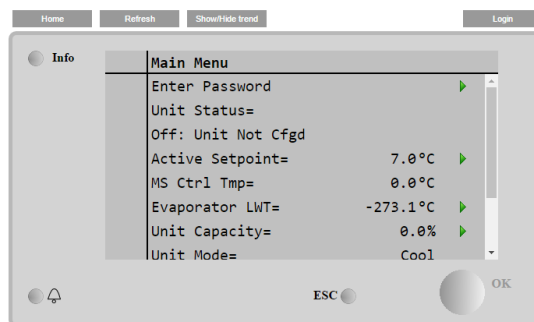 Home Refresh Show/Hide trend Login
Info
Main Menu
Enter Password
Unit Status=
Off: Unit Not Cfgd
Active Setpoint= 7.0°C
MS Ctrl Tmp= 0.0°C
Evaporator LWT= -273.1°C
Unit Capacity= 0.0%
Unit Mode= Cool
ESC OK